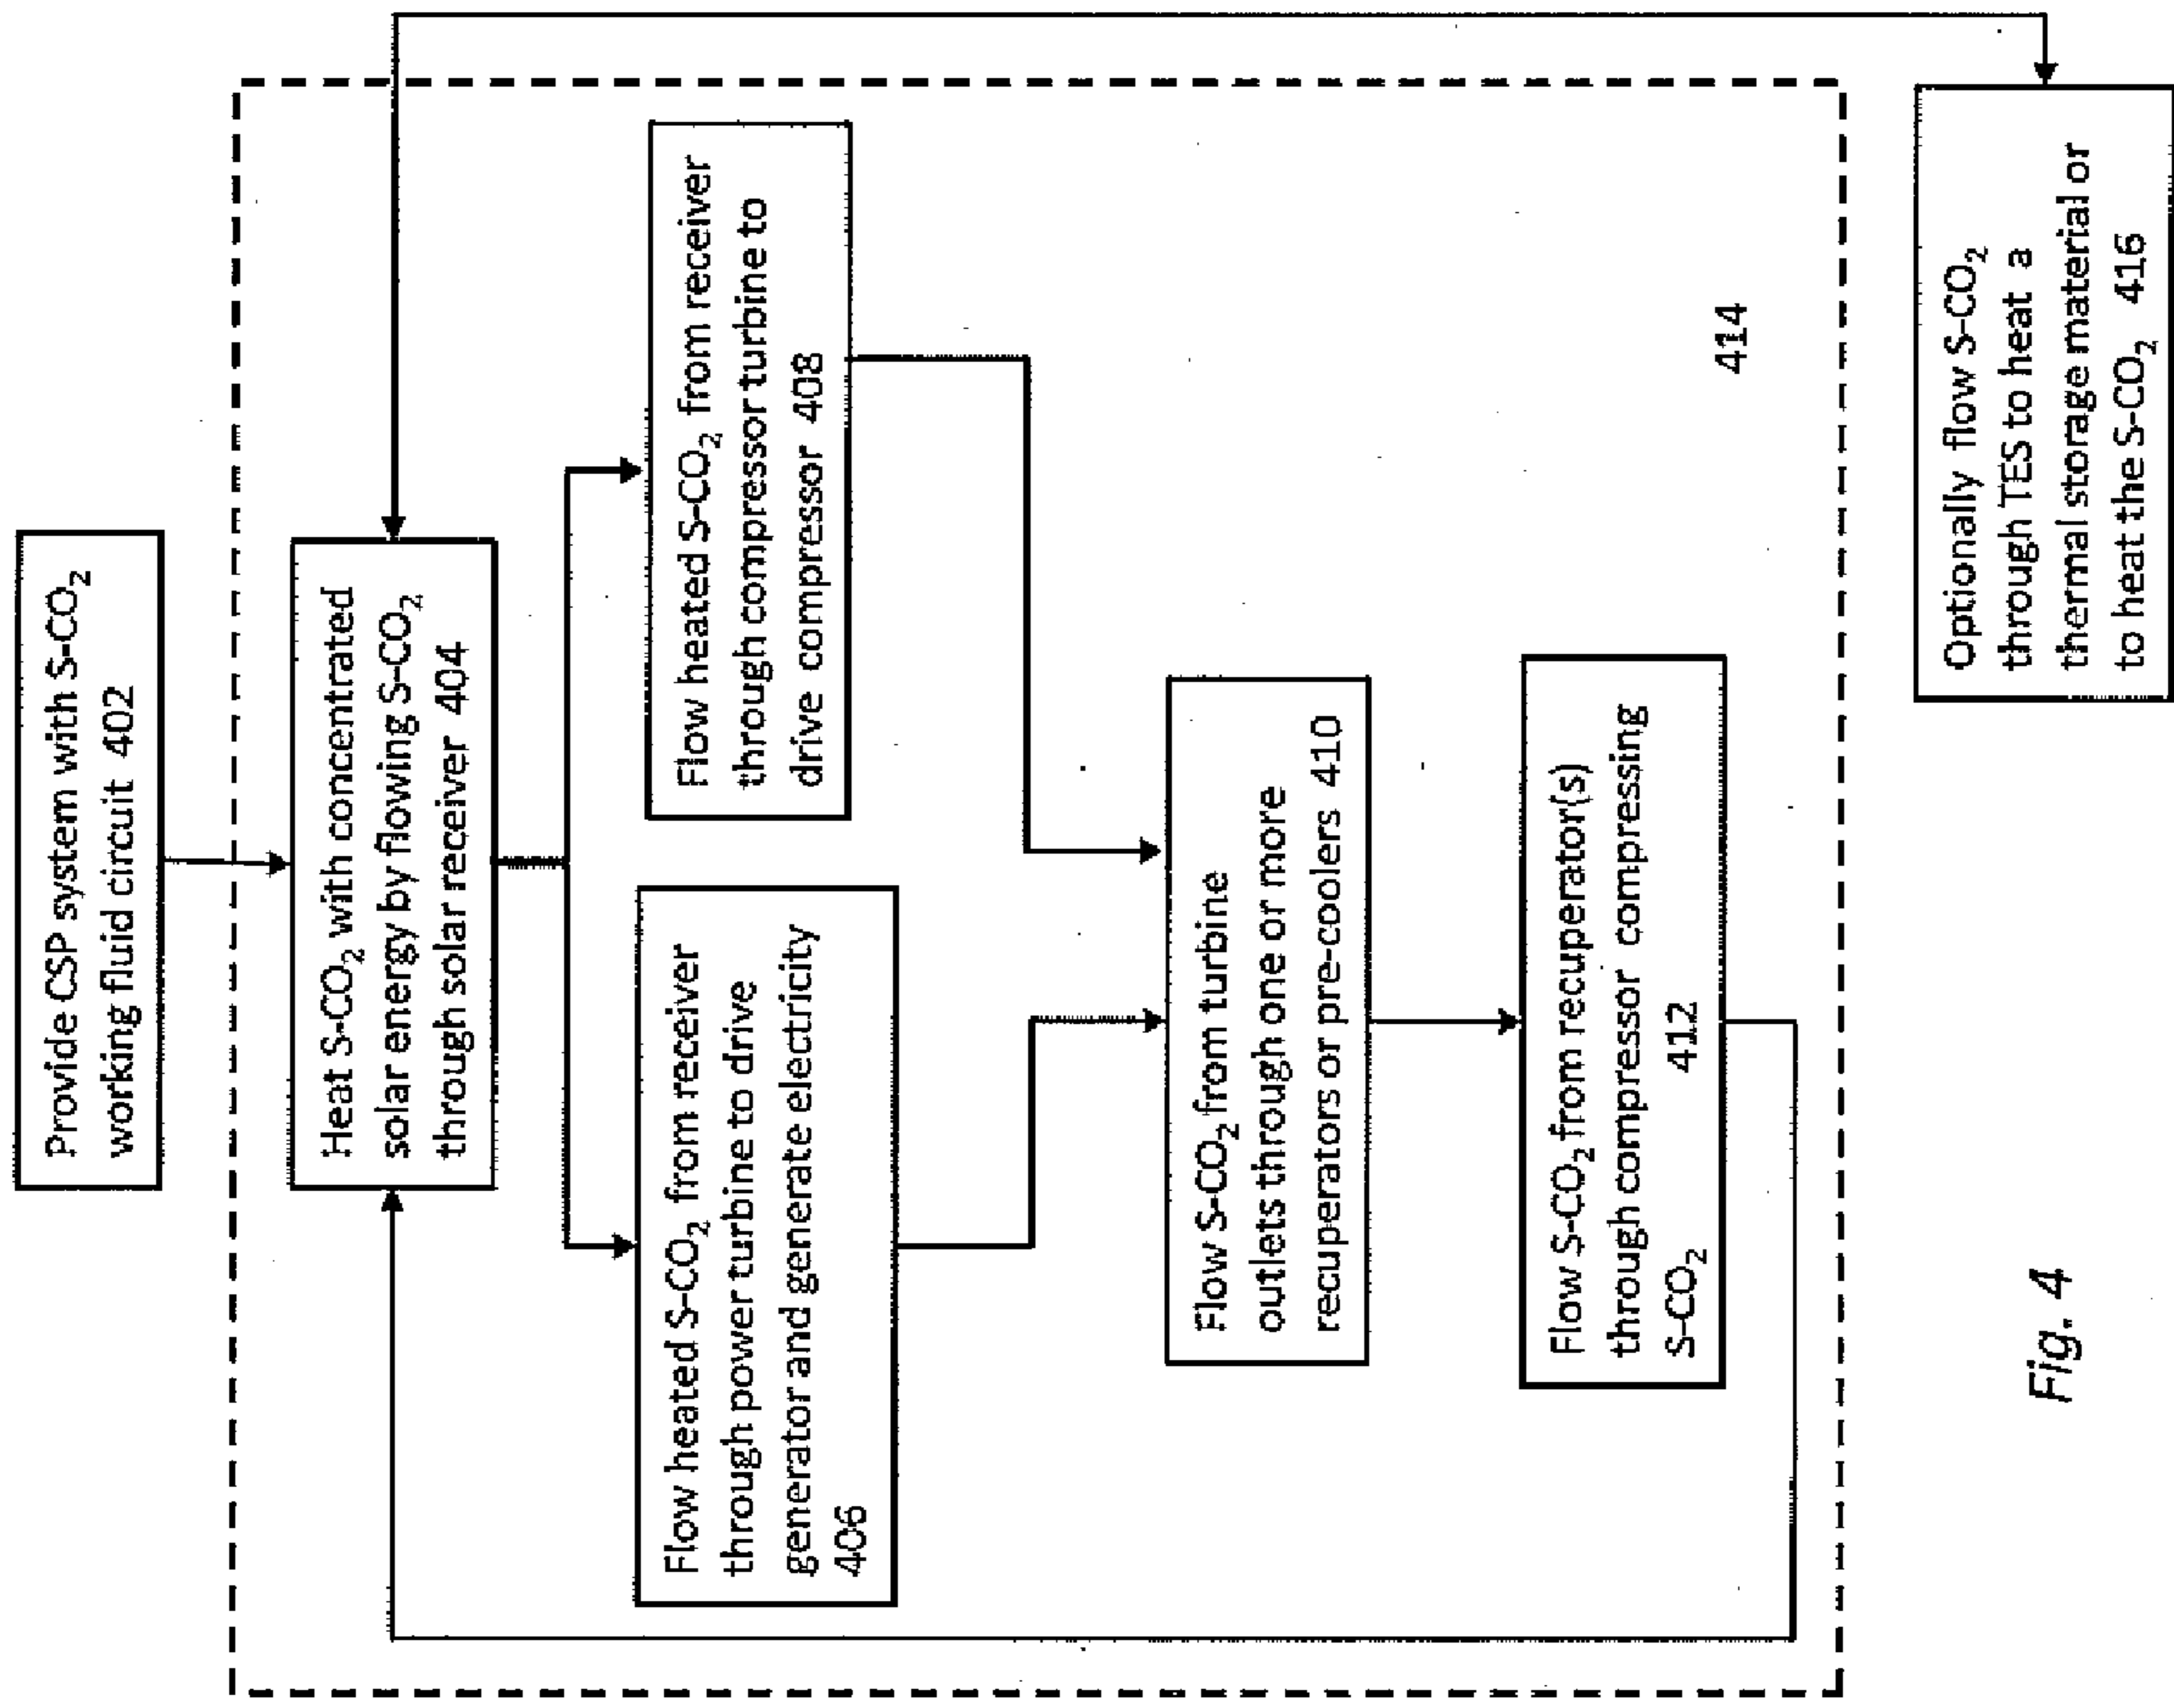 Provide CSP system with S-CO₂
working fluid circuit 402
Heat S-CO₂ with concentrated
solar energy by flowing S-CO₂
through solar receiver 404
Flow heated S-CO₂ from receiver
through power turbine to drive
generator and generate electricity
406
Flow heated S-CO₂ from receiver
through compressor turbine to
drive compressor 408
Flow S-CO₂ from turbine
outlets through one or more
recuperators or pre-coolers 410
Flow S-CO₂ from recuperator(s)
through compressor compressing
S-CO₂ 412
414
Optionally flow S-CO₂
through TES to heat a
thermal storage material or
to heat the S-CO₂ 416
Fig. 4